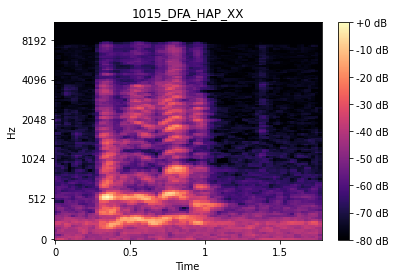 1015_DFA_HAP_XX
+0 dB
8192
-10 dB
4096
-20 dB
-30 dB
2048
Hz
-40 dB
1024
-50 dB
512
-60 dB
-70 dB
0
-80 dB
0
0.5
1
1.5
Time